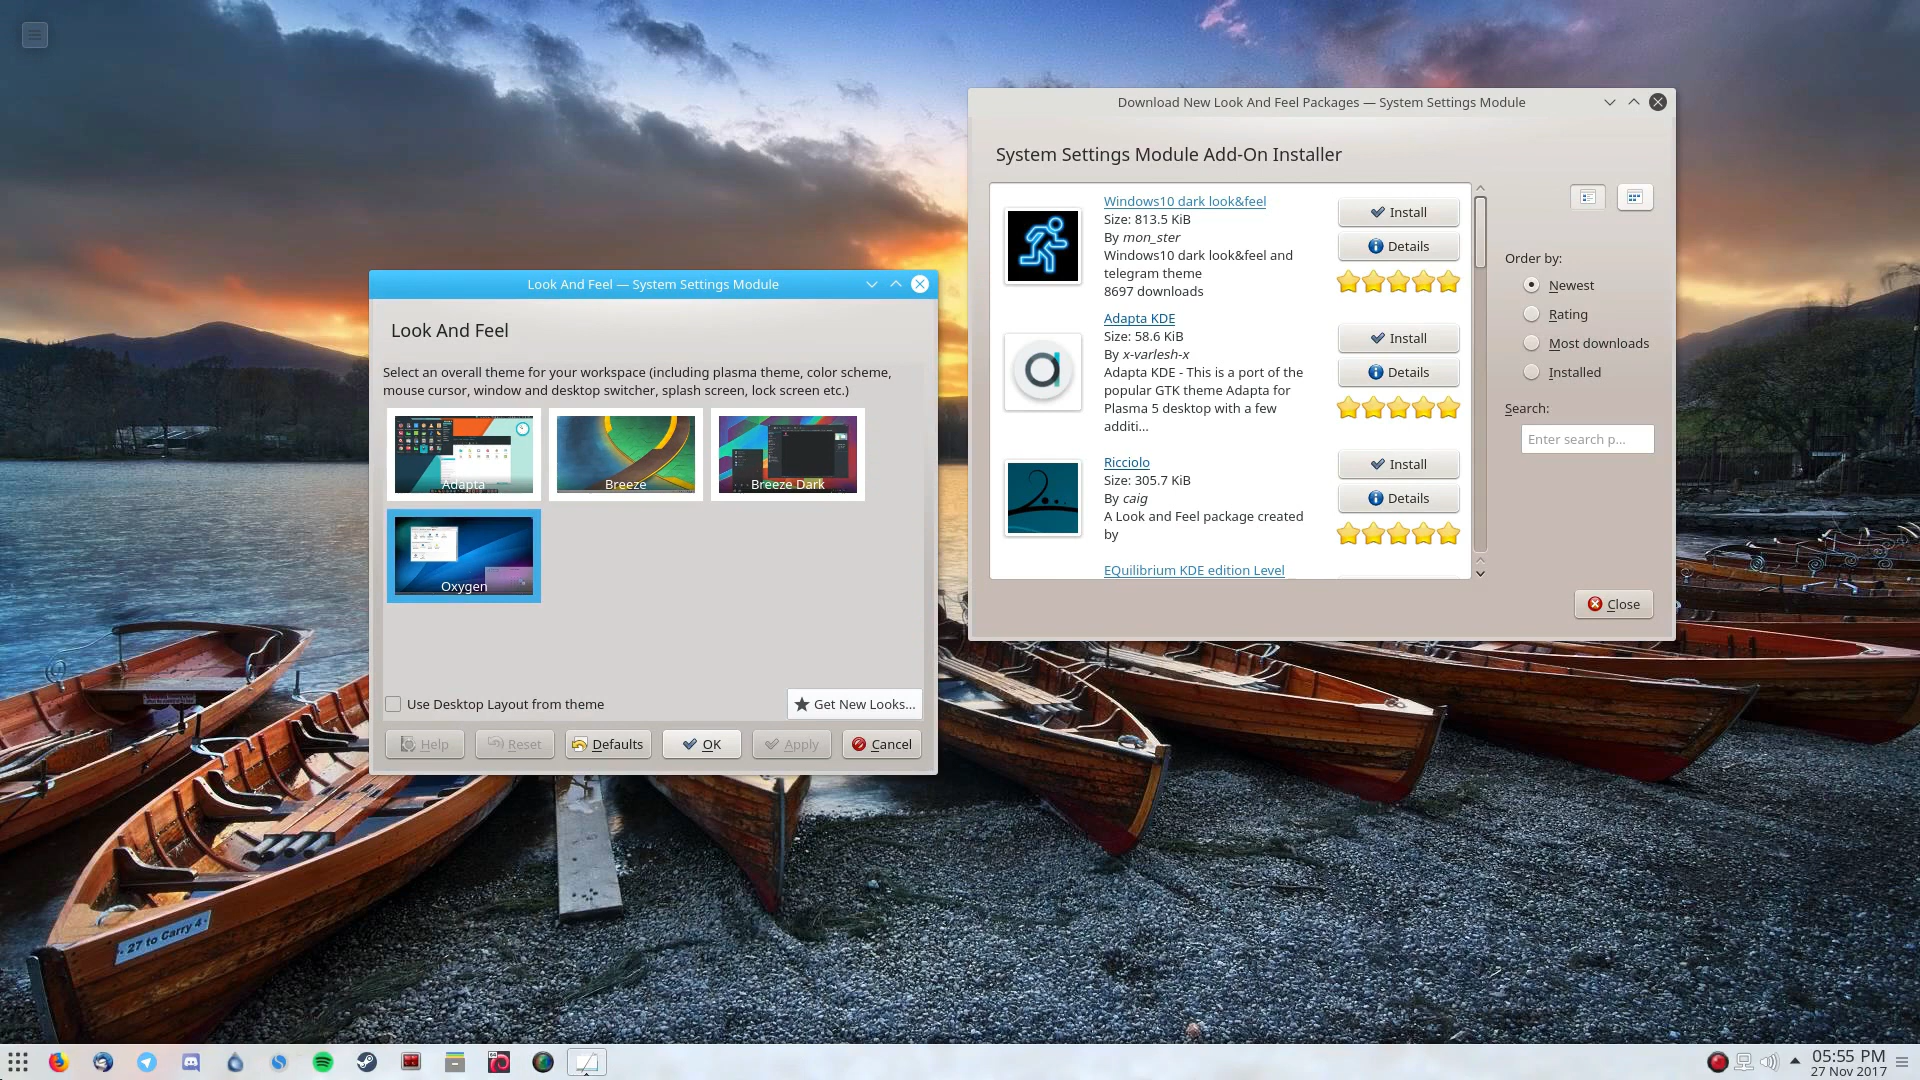 Download New Look And Feel Packages — System Settings Module
System Settings Module Add-On Installer
Windows10 dark look&feel
Size: 813.5 KiB
By mon_ster
Windows10 dark look&feel and
telegram theme
8697 downloads
Install
Details
Adapta KDE
Size: 58.6 KiB
By x-varlesh-x
Adapta KDE - This is a port of the
popular GTK theme Adapta for
Plasma 5 desktop with a few
additi...
Install
Details
Ricciolo
Size: 305.7 KiB
By caig
A Look and Feel package created
by
Install
Details
EQuilibrium KDE edition Level
Order by:
Newest
Rating
Most downloads
Installed
Search:
Enter search p...
Close
Look And Feel — System Settings Module
Look And Feel
Select an overall theme for your workspace (including plasma theme, color scheme,
mouse cursor, window and desktop switcher, splash screen, lock screen etc.)
Adapta
Breeze
Breeze Dark
Oxygen
Use Desktop Layout from theme
Get New Looks...
Help
Reset
Defaults
OK
Apply
Cancel
27 to Carry 4
05:55 PM
27 Nov 2017